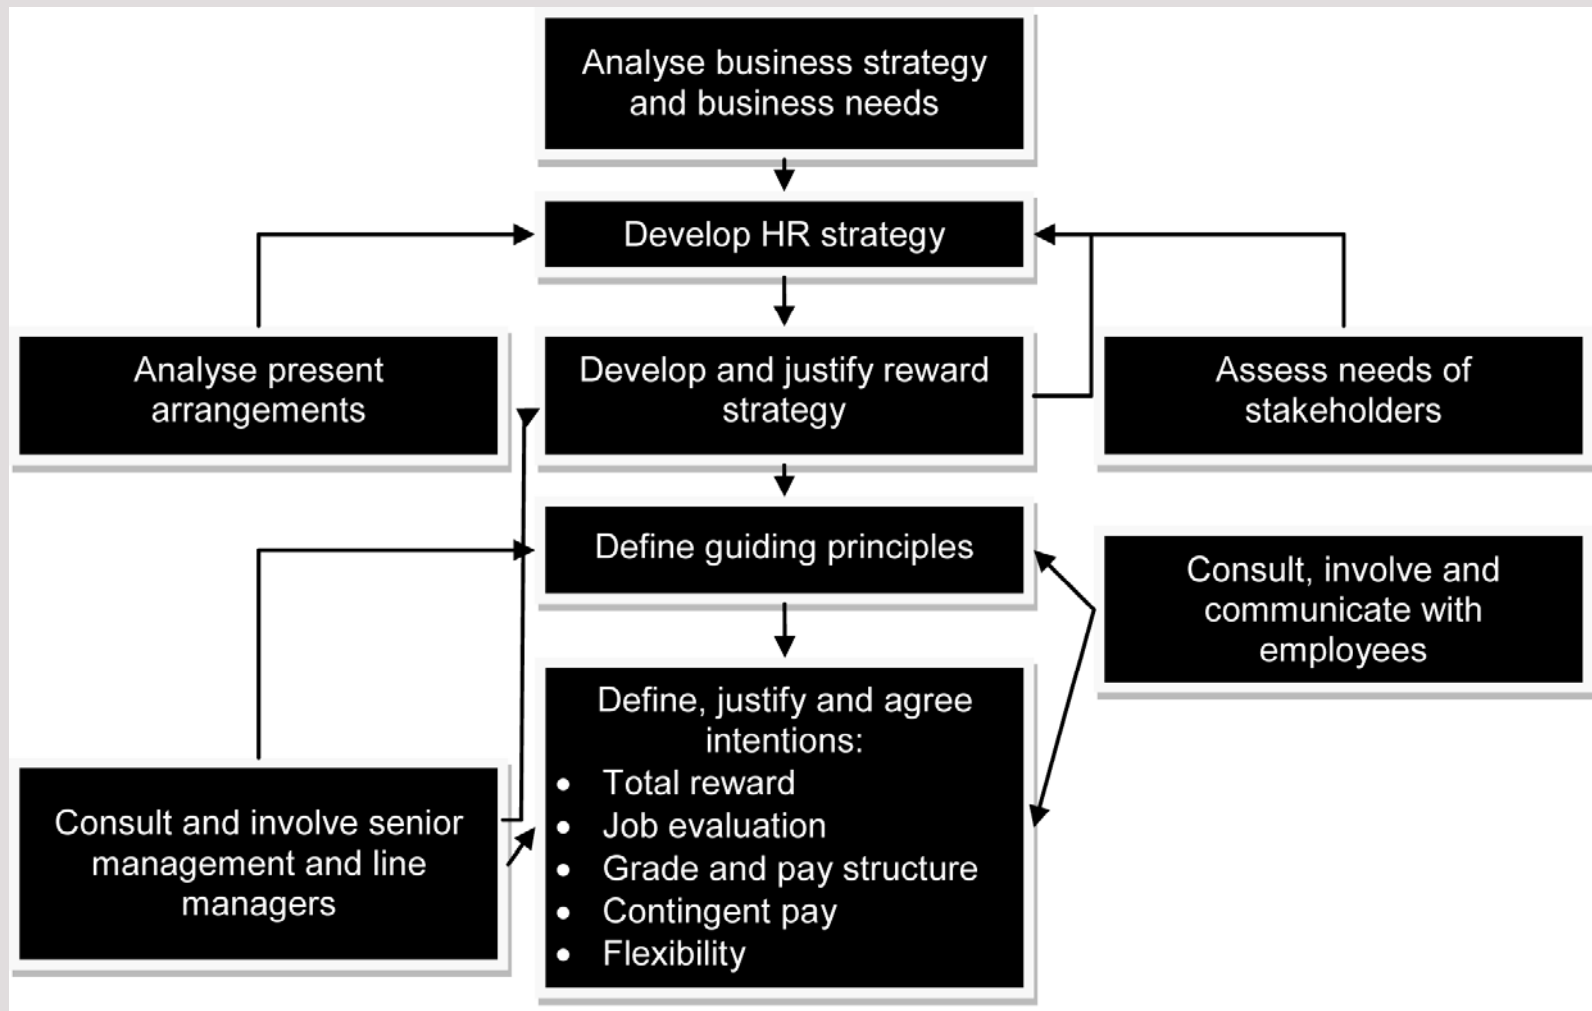 Analyse business strategy
and business needs
Develop HR strategy
Analyse present
arrangements
Develop and justify reward
strategy
Assess needs of
stakeholders
Define guiding principles
Consult, involve and
communicate with
employees
Consult and involve senior
management and line
managers
Define, justify and agree
intentions:
• Total reward
• Job evaluation
• Grade and pay structure
• Contingent pay
• Flexibility